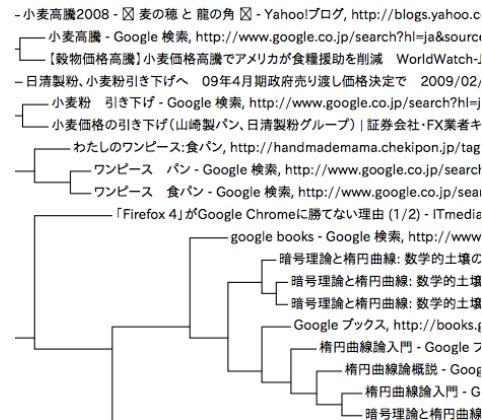 小麦高騰2008 - 麦の穂 と 龍の角 - Yahoo!ブログ, http://blogs.yahoo.c
小麦高騰 - Google 検索, http://www.google.co.jp/search?hl=ja&source
【穀物価格高騰】小麦高騰でアメリカが食糧援助を削減 WorldWatch-J
日清製粉、小麦粉引き下げへ 09年4月期政府売り渡し価格決定で 2009/02/
小麦粉 引き下げ - Google 検索, http://www.google.co.jp/search?hl=j
小麦価格の引き下げ(山崎製パン、日清製粉グループ) | 証券会社・FX業者キ
わたしのワンピース:食パン, http://handmademama.chekipon.jp/tag
ワンピース パン - Google 検索, http://www.google.co.jp/search
ワンピース 食パン - Google 検索, http://www.google.co.jp/sear
「Firefox 4」がGoogle Chromeに勝てない理由 (1/2) - ITmedia
google books - Google 検索, http://www
暗号理論と楕円曲線: 数学的土壌の
暗号理論と楕円曲線: 数学的土壌
暗号理論と楕円曲線: 数学的土壌
Google ブックス, http://books.g
楕円曲線論入門 - Google ブ
楕円曲線論概説 - Goog
楕円曲線論入門 - G
暗号理論と楕円曲線